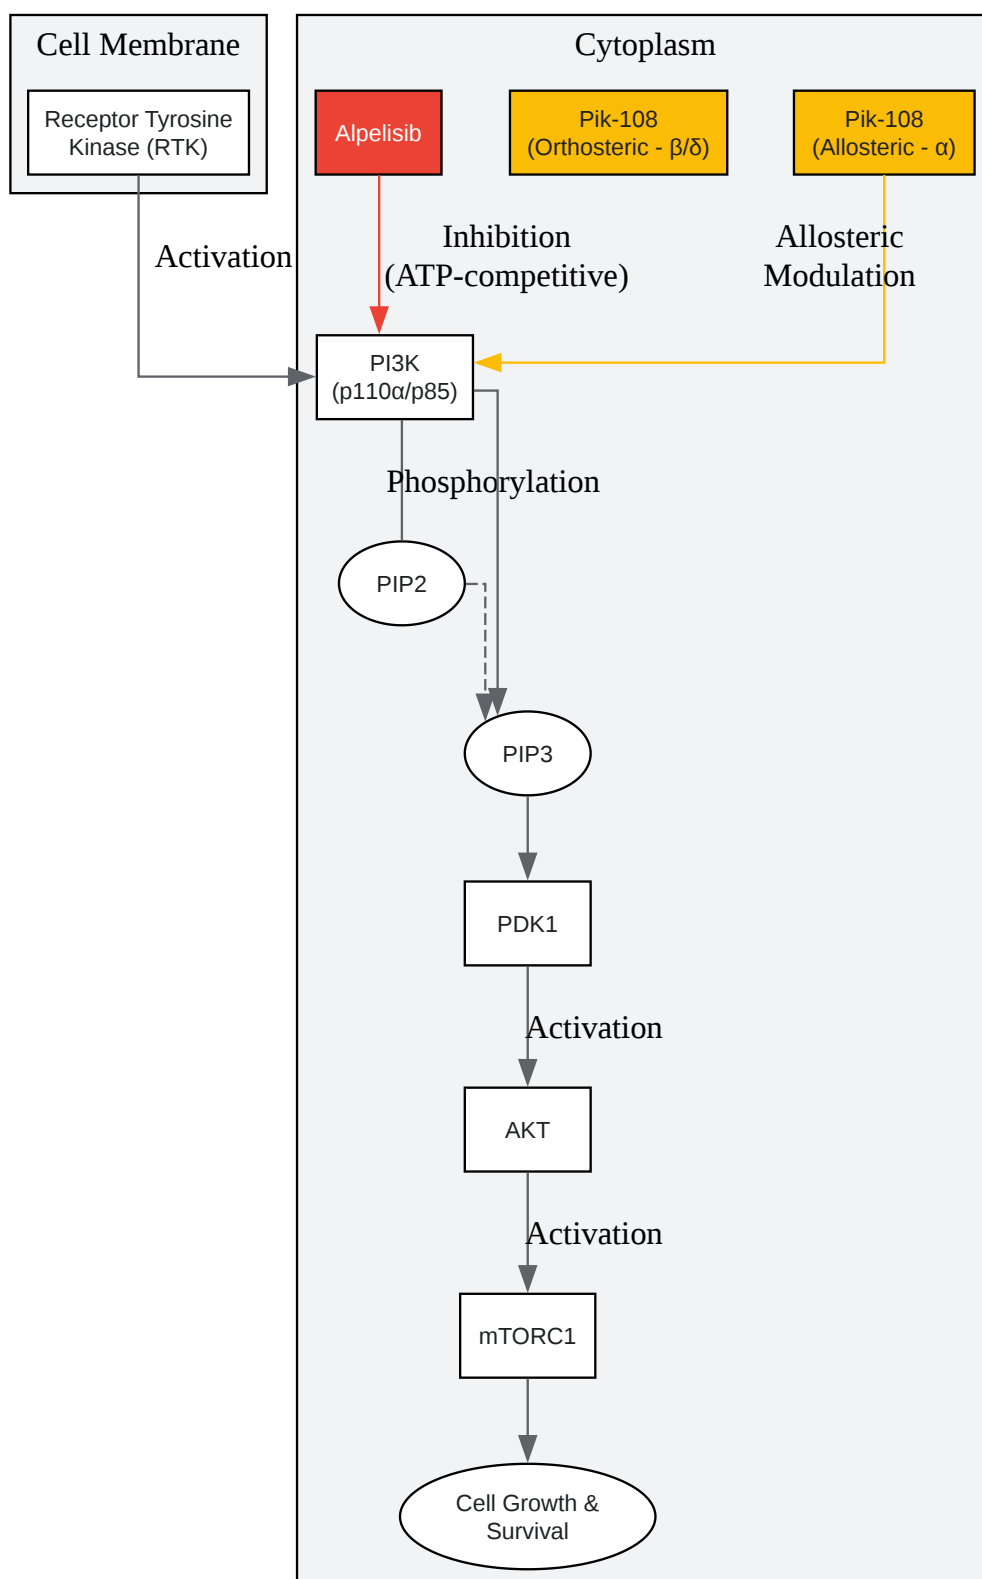 Cell Membrane
Cytoplasm
Receptor Tyrosine
Kinase (RTK)
Alpelisib
Pik-108
(Orthosteric - β/δ)
Pik-108
(Allosteric - α)
Activation
Inhibition
(ATP-competitive)
Allosteric
Modulation
PI3K
(p110α/p85)
Phosphorylation
PIP2
PIP3
PDK1
Activation
AKT
Activation
mTORC1
Cell Growth &
Survival